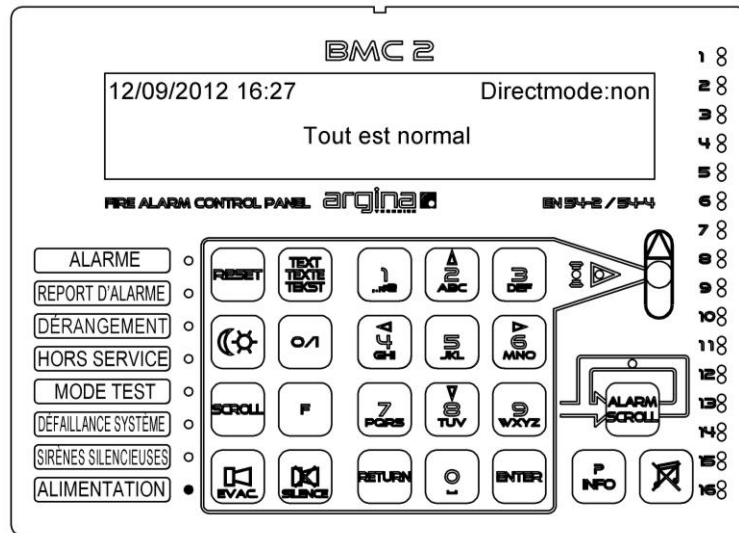 BMC 2
12/09/2012 16:27 Directmode:non
Tout est normal
FIRE ALARM CONTROL PANEL argina TECHNICS EN 54-2 / 54-4
ALARME
REPORT D'ALARME
DÉRANGEMENT
HORS SERVICE
MODE TEST
DÉFAILLANCE SYSTÈME
SIRÈNES SILENCIEUSES
ALIMENTATION
RESET
TEXT
TEXTE
TEKST
1
2
ABC
3
DEF
O/I
4
GHI
5
JKL
6
MNO
SCROLL
F
7
PQRS
8
TUV
9
WXYZ
ALARM
SCROLL
EVAC.
SILENCE
RETURN
0
ENTER
P
INFO
1
2
3
4
5
6
7
8
9
10
11
12
13
14
15
16